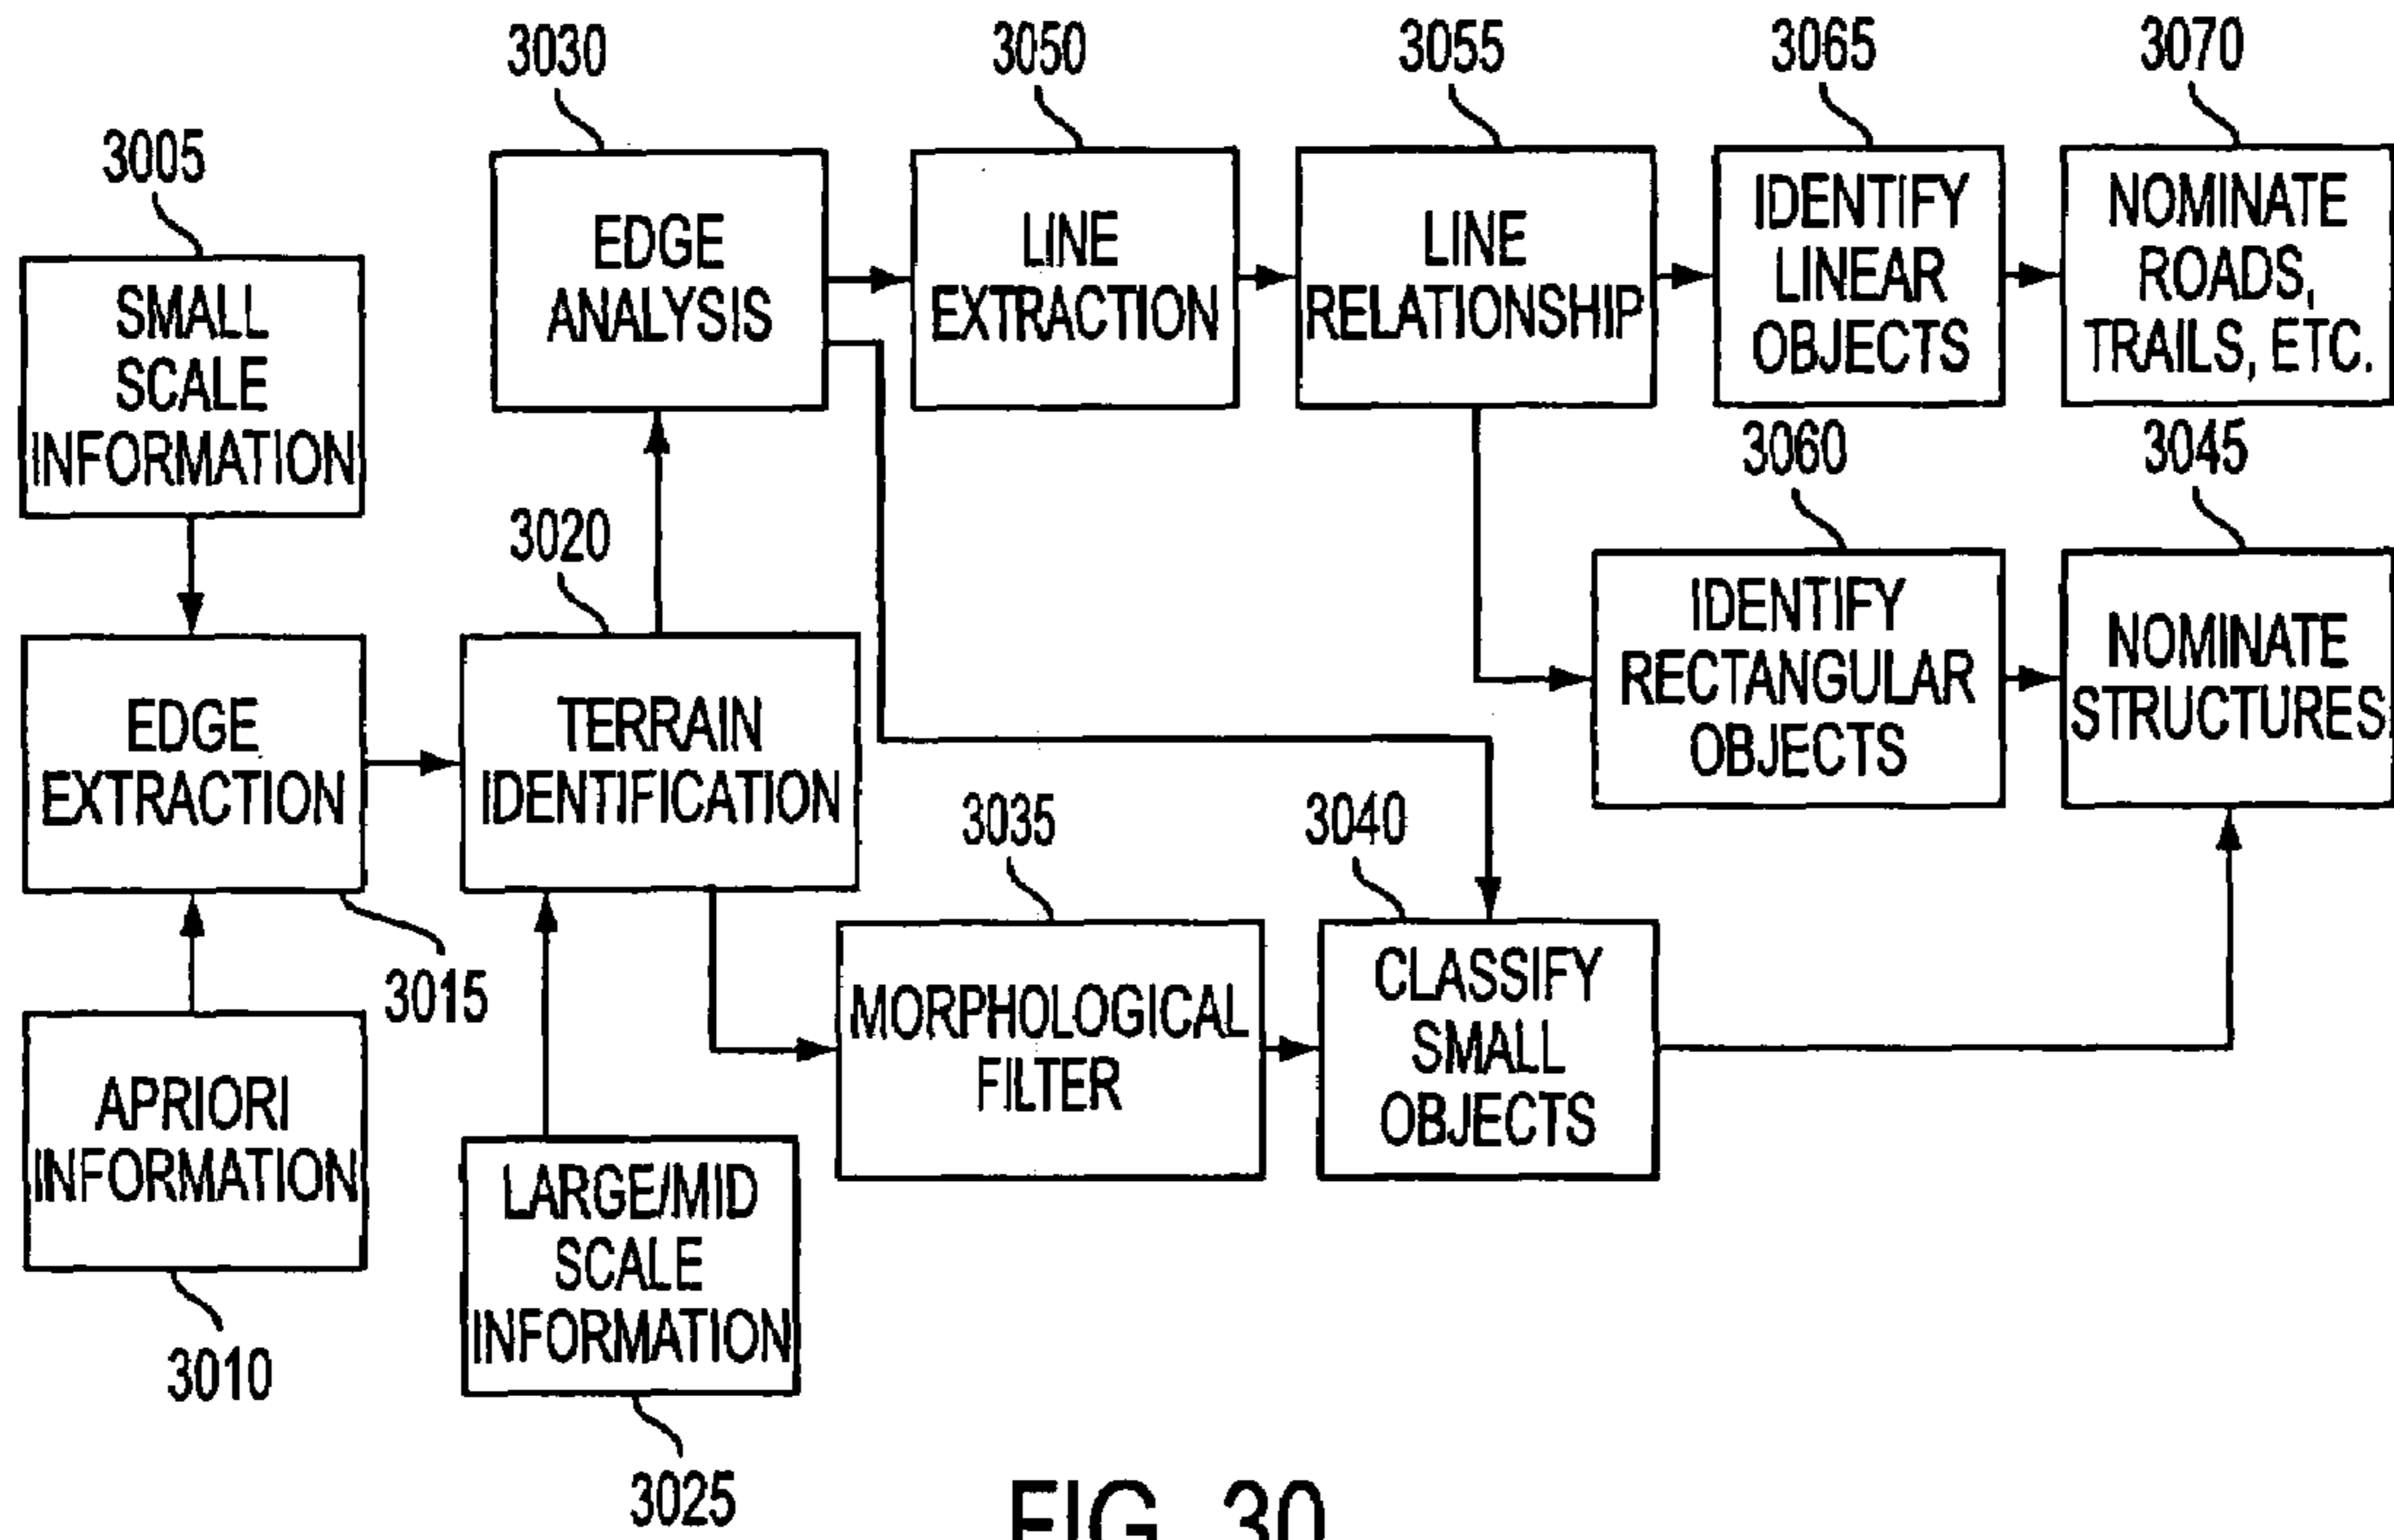 3030
3050
3055
3065
3070
3005
EDGE
ANALYSIS
LINE
EXTRACTION
LINE
RELATIONSHIP
IDENTIFY
LINEAR
OBJECTS
NOMINATE
ROADS,
TRAILS, ETC.
SMALL
SCALE
INFORMATION
3020
3060
3045
EDGE
EXTRACTION
TERRAIN
IDENTIFICATION
IDENTIFY
RECTANGULAR
OBJECTS
NOMINATE
STRUCTURES
3015
3035
3040
APRIORI
INFORMATION
MORPHOLOGICAL
FILTER
CLASSIFY
SMALL
OBJECTS
3010
LARGE/MID
SCALE
INFORMATION
3025
FIG. 30